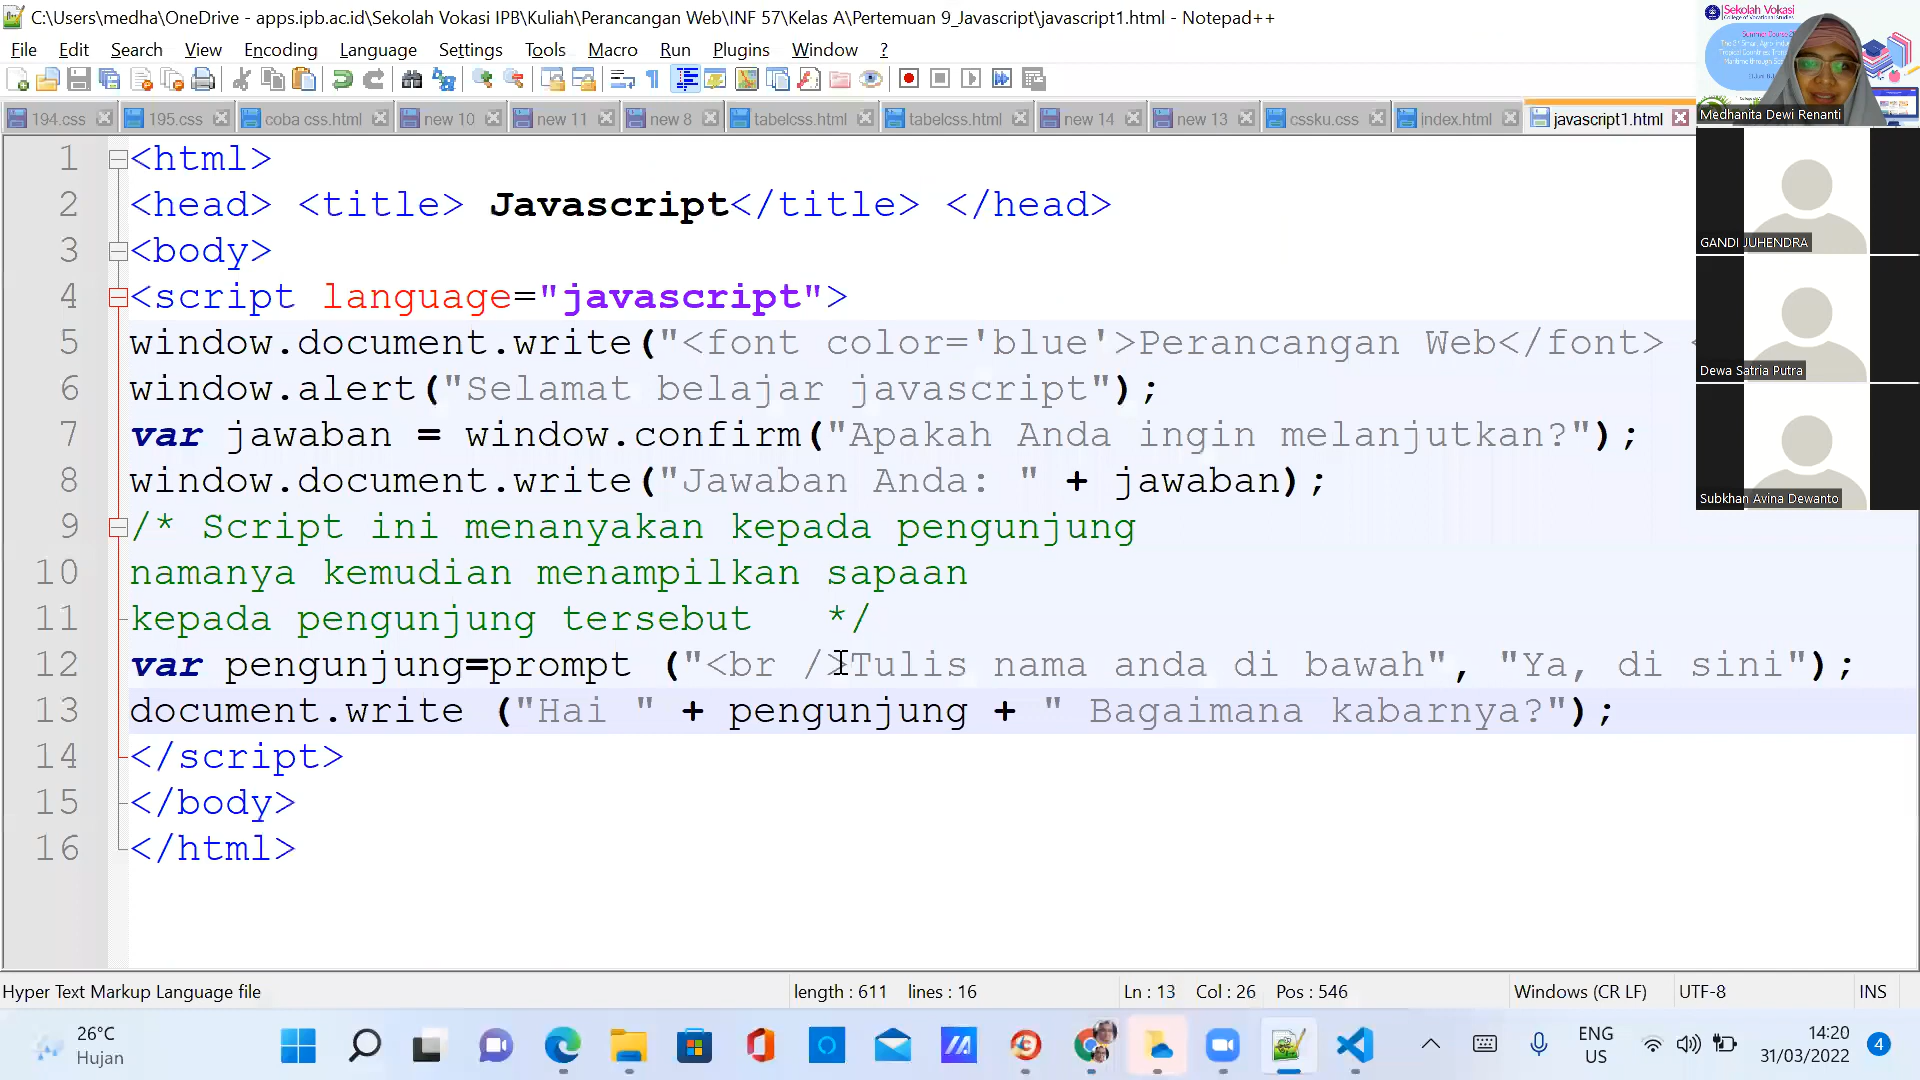 C:\Users\medha\OneDrive - apps.ipb.ac.id\Sekolah Vokasi IPB\Kuliah\Perancangan Web\INF 57\Kelas A\Pertemuan 9_Javascript\javascript1.html - Notepad++
File Edit Search View Encoding Language Settings Tools Macro Run Plugins Window ?
194.css 195.css coba css.html new 10 new 11 new 8 tabelcss.html tabelcss.html new 14 new 13 cssku.css index.html javascript1.html
Sekolah Vokasi
College of Vocational Studies
Medhanita Dewi Renanti
GANDI JUHENDRA
Dewa Satria Putra
Subkhan Avina Dewanto
1 <html>
2 <head> <title> Javascript</title> </head>
3 <body>
4 <script language="javascript">
5 window.document.write("<font color='blue'>Perancangan Web</font> <
6 window.alert("Selamat belajar javascript");
7 var jawaban = window.confirm("Apakah Anda ingin melanjutkan?");
8 window.document.write("Jawaban Anda: " + jawaban);
9 /* Script ini menanyakan kepada pengunjung
10 namanya kemudian menampilkan sapaan
11 kepada pengunjung tersebut   */
12 var pengunjung=prompt ("<br />Tulis nama anda di bawah", "Ya, di sini");
13 document.write ("Hai " + pengunjung + " Bagaimana kabarnya?");
14 </script>
15 </body>
16 </html>
Hyper Text Markup Language file length : 611 lines : 16 Ln : 13 Col : 26 Pos : 546 Windows (CR LF) UTF-8 INS
26°C
Hujan
ENG
US
14:20
31/03/2022
4